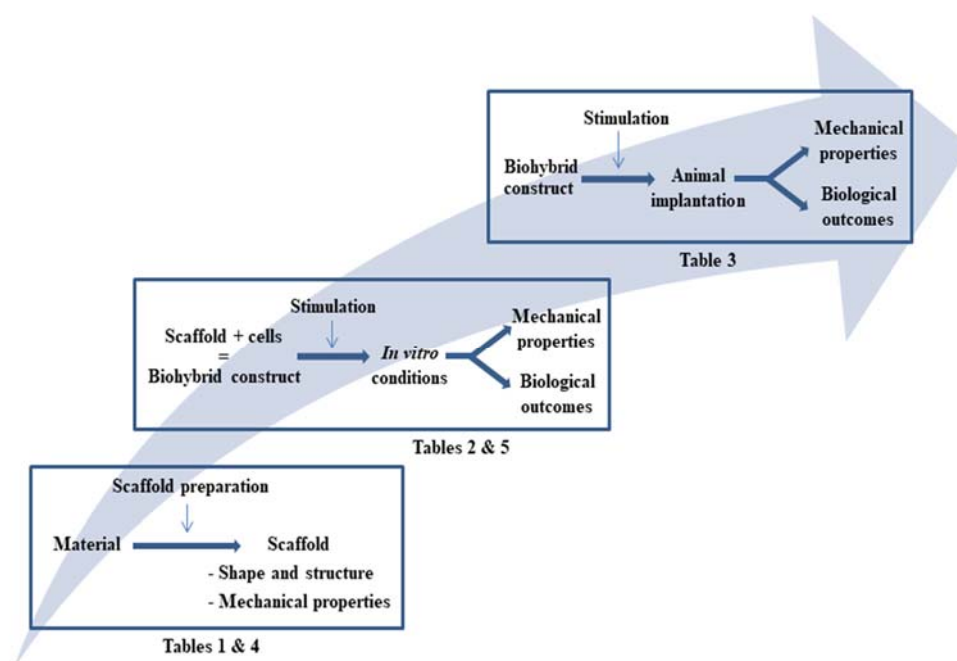 Stimulation
Biohybrid
construct
Animal
implantation
Mechanical
properties
Biological
outcomes
Table 3
Stimulation
Scaffold + cells
=
Biohybrid construct
In vitro
conditions
Mechanical
properties
Biological
outcomes
Tables 2 & 5
Scaffold preparation
Material
Scaffold
- Shape and structure
- Mechanical properties
Tables 1 & 4